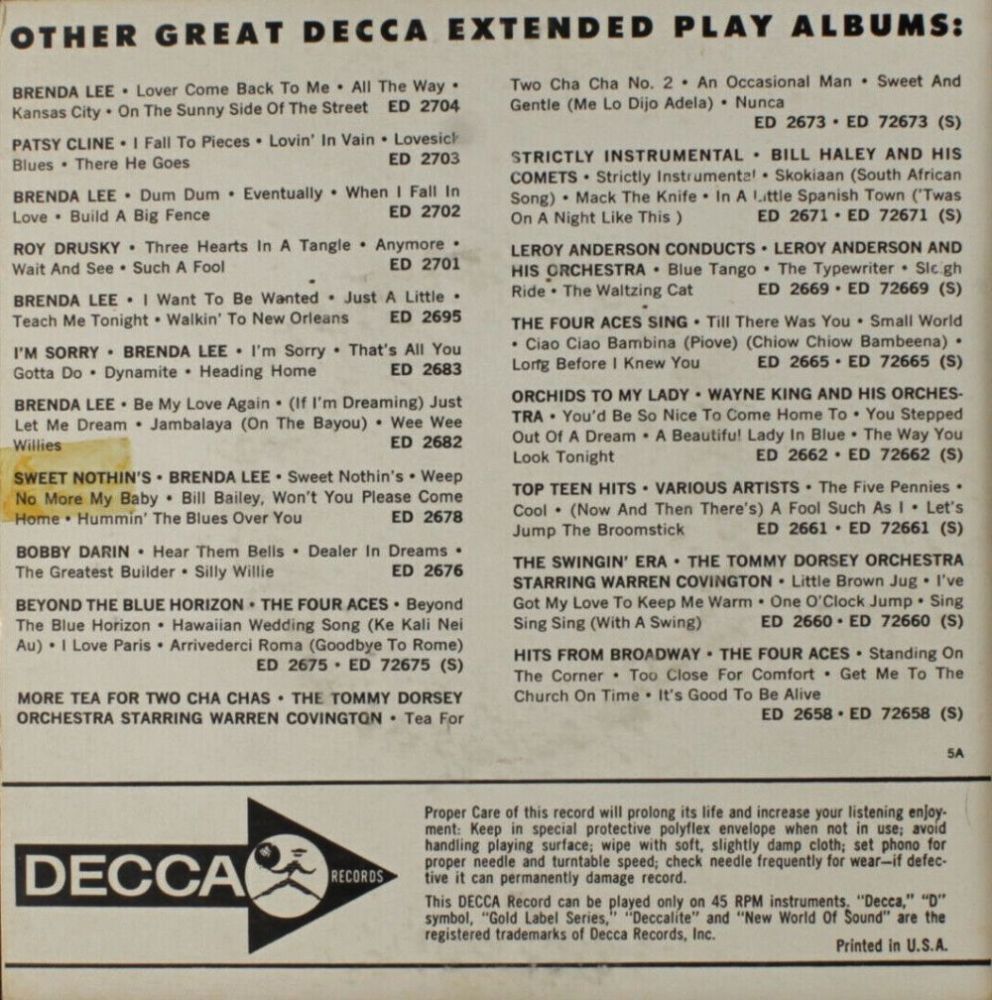 OTHER GREAT DECCA EXTENDED PLAY ALBUMS:
BRENDA LEE • Lover Come Back To Me • All The Way •
Kansas City • On The Sunny Side Of The Street ED 2704
PATSY CLINE • I Fall To Pieces • Lovin' In Vain • Lovesick
Blues • There He Goes ED 2703
BRENDA LEE • Dum Dum • Eventually • When I Fall In
Love • Build A Big Fence ED 2702
ROY DRUSKY • Three Hearts In A Tangle • Anymore •
Wait And See • Such A Fool ED 2701
BRENDA LEE • I Want To Be Wanted • Just A Little •
Teach Me Tonight • Walkin' To New Orleans ED 2695
I'M SORRY • BRENDA LEE • I'm Sorry • That's All You
Gotta Do • Dynamite • Heading Home ED 2683
BRENDA LEE • Be My Love Again • (If I'm Dreaming) Just
Let Me Dream • Jambalaya (On The Bayou) • Wee Wee
Willies ED 2682
SWEET NOTHIN'S • BRENDA LEE • Sweet Nothin's • Weep
No More My Baby • Bill Bailey, Won't You Please Come
Home • Hummin' The Blues Over You ED 2678
BOBBY DARIN • Hear Them Bells • Dealer In Dreams •
The Greatest Builder • Silly Willie ED 2676
BEYOND THE BLUE HORIZON • THE FOUR ACES • Beyond
The Blue Horizon • Hawaiian Wedding Song (Ke Kali Nei
Au) • I Love Paris • Arrivederci Roma (Goodbye To Rome)
ED 2675 • ED 72675 (S)
MORE TEA FOR TWO CHA CHAS • THE TOMMY DORSEY
ORCHESTRA STARRING WARREN COVINGTON • Tea For
Two Cha Cha No. 2 • An Occasional Man • Sweet And
Gentle (Me Lo Dijo Adela) • Nunca
ED 2673 • ED 72673 (S)
STRICTLY INSTRUMENTAL • BILL HALEY AND HIS
COMETS • Strictly Instrumental • Skokiaan (South African
Song) • Mack The Knife • In A Little Spanish Town ('Twas
On A Night Like This ) ED 2671 • ED 72671 (S)
LEROY ANDERSON CONDUCTS • LEROY ANDERSON AND
HIS ORCHESTRA • Blue Tango • The Typewriter • Sleigh
Ride • The Waltzing Cat ED 2669 • ED 72669 (S)
THE FOUR ACES SING • Till There Was You • Small World
• Ciao Ciao Bambina (Piove) (Chiow Chiow Bambeena) •
Long Before I Knew You ED 2665 • ED 72665 (S)
ORCHIDS TO MY LADY • WAYNE KING AND HIS ORCHES-
TRA • You'd Be So Nice To Come Home To • You Stepped
Out Of A Dream • A Beautiful Lady In Blue • The Way You
Look Tonight ED 2662 • ED 72662 (S)
TOP TEEN HITS • VARIOUS ARTISTS • The Five Pennies •
Cool • (Now And Then There's) A Fool Such As I • Let's
Jump The Broomstick ED 2661 • ED 72661 (S)
THE SWINGIN' ERA • THE TOMMY DORSEY ORCHESTRA
STARRING WARREN COVINGTON • Little Brown Jug • I've
Got My Love To Keep Me Warm • One O'Clock Jump • Sing
Sing Sing (With A Swing) ED 2660 • ED 72660 (S)
HITS FROM BROADWAY • THE FOUR ACES • Standing On
The Corner • Too Close For Comfort • Get Me To The
Church On Time • It's Good To Be Alive
ED 2658 • ED 72658 (S)
5A
DECCA RECORDS
Proper Care of this record will prolong its life and increase your listening enjoy-
ment: Keep in special protective polyflex envelope when not in use; avoid
handling playing surface; wipe with soft, slightly damp cloth; set phono for
proper needle and turntable speed; check needle frequently for wear—if defec-
tive it can permanently damage record.
This DECCA Record can be played only on 45 RPM instruments. "Decca," "D"
symbol, "Gold Label Series," "Deccalite" and "New World Of Sound" are the
registered trademarks of Decca Records, Inc.
Printed in U.S.A.